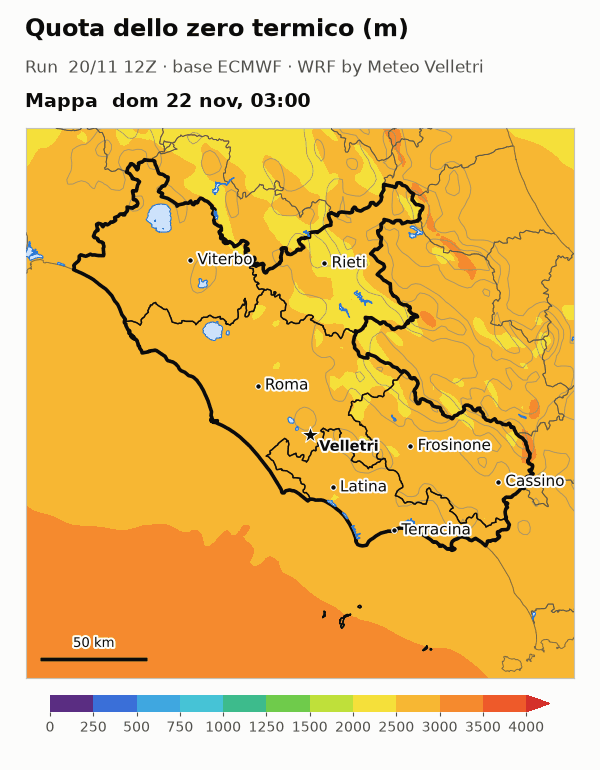 Quota dello zero termico (m)
Run  20/11 12Z · base ECMWF · WRF by Meteo Velletri
Mappa  dom 22 nov, 03:00
Viterbo
Rieti
Roma
Velletri
Frosinone
Cassino
Latina
Terracina
50 km
0 250 500 750 1000 1250 1500 2000 2500 3000 3500 4000